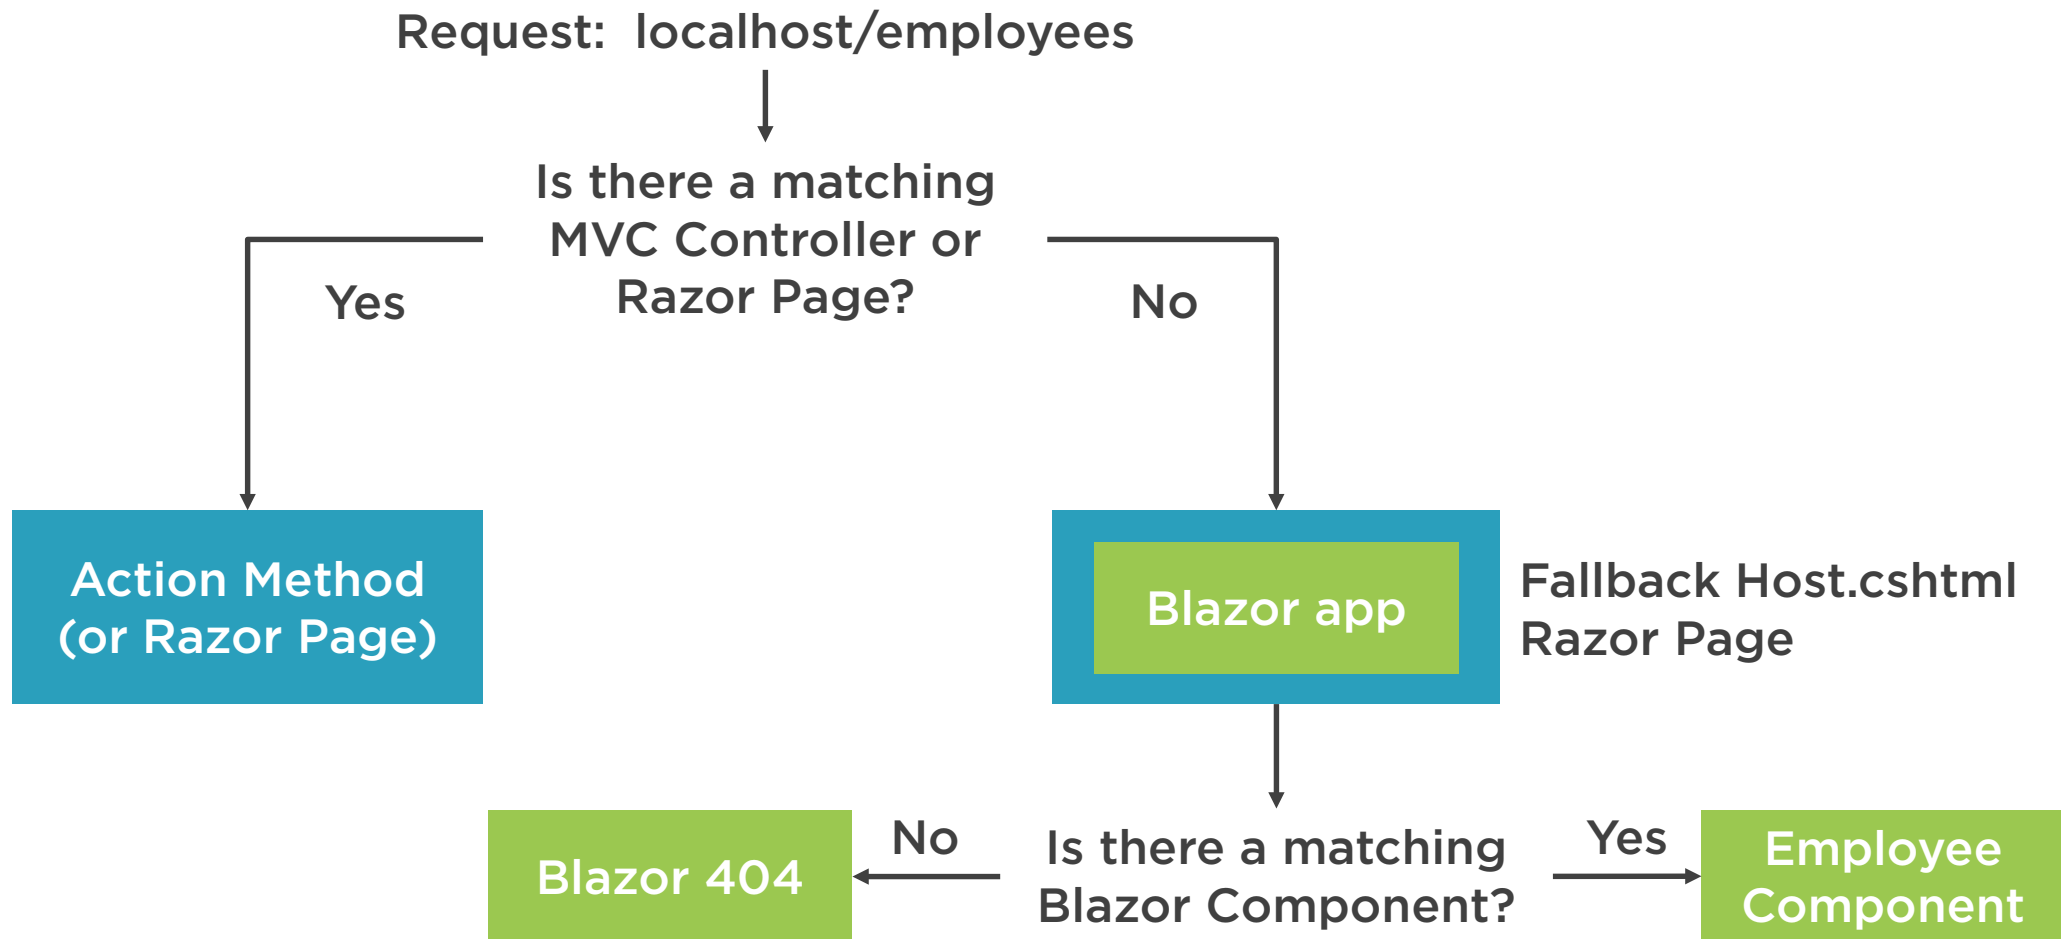 Request: localhost/employees
Is there a matching
MVC Controller or
Razor Page?
Yes
No
Action Method
(or Razor Page)
Blazor app
Fallback Host.cshtml
Razor Page
Blazor 404
No
Is there a matching
Blazor Component?
Yes
Employee
Component